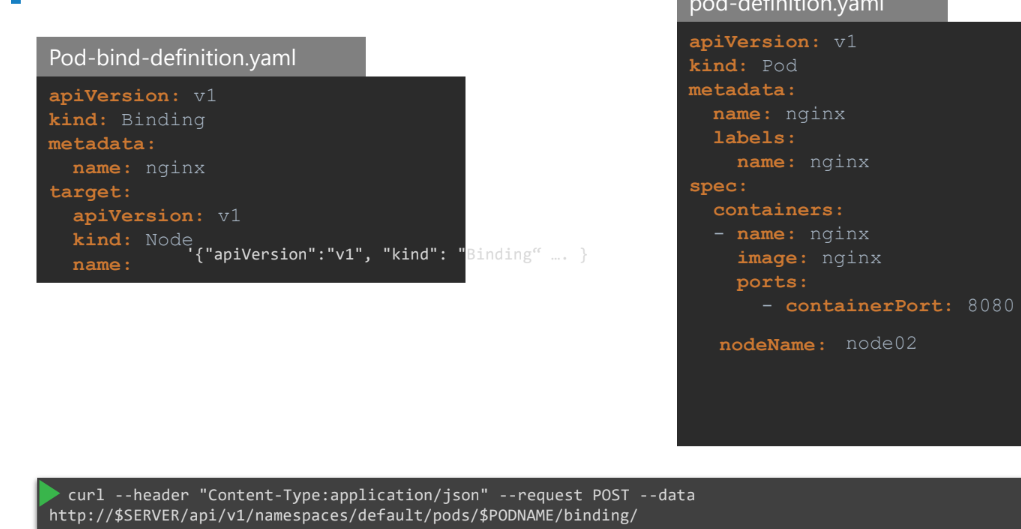 Pod-bind-definition.yaml
apiVersion: v1
kind: Binding
metadata:
  name: nginx
target:
  apiVersion: v1
  kind: Node
  name:
'{"apiVersion":"v1", "kind": "Binding“ …. }
pod-definition.yaml
apiVersion: v1
kind: Pod
metadata:
  name: nginx
  labels:
    name: nginx
spec:
  containers:
  - name: nginx
    image: nginx
    ports:
      - containerPort: 8080
  nodeName: node02
curl --header "Content-Type:application/json" --request POST --data
http://$SERVER/api/v1/namespaces/default/pods/$PODNAME/binding/